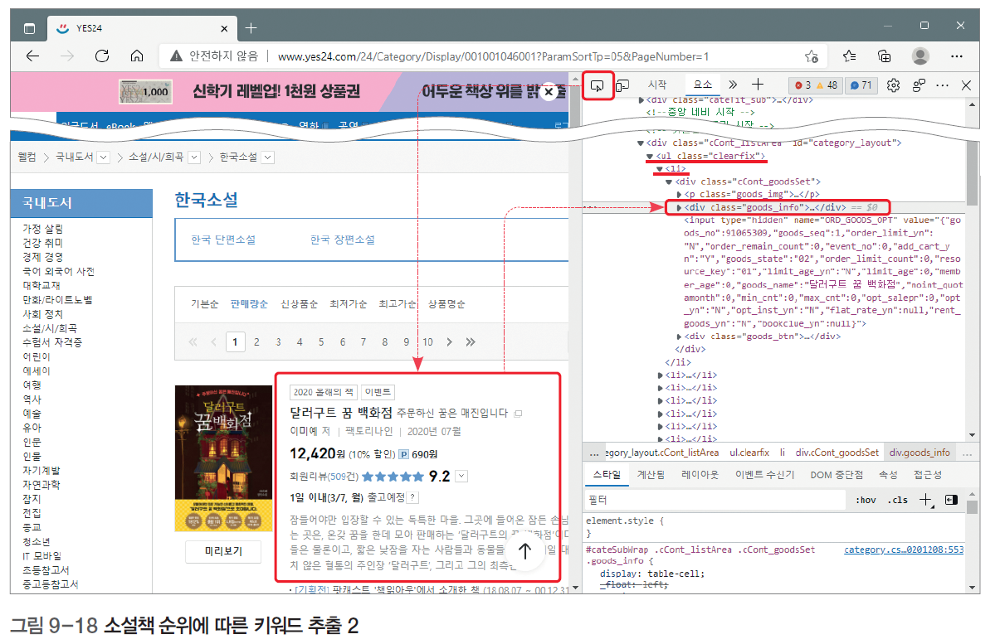 YES24
안전하지 않음 | www.yes24.com/24/Category/Display/001001046001?ParamSortTp=05&PageNumber=1
1,000 신학기 레벨업! 1천원 상품권
어두운 책상 위를 밝
웰컴 > 국내도서 > 소설/시/희곡 > 한국소설
국내도서
가정 살림
건강 취미
경제 경영
국어 외국어 사전
대학교재
만화/라이트노벨
사회 정치
소설/시/희곡
수험서 자격증
어린이
에세이
여행
역사
예술
유아
인문
인물
자기계발
자연과학
잡지
전집
종교
청소년
IT 모바일
초등참고서
중고등참고서
한국소설
한국 단편소설 한국 장편소설
기본순 판매량순 신상품순 최저가순 최고가순 상품명순
1 2 3 4 5 6 7 8 9 10
달러구트 꿈 백화점
미리보기
2020 올해의 책 이벤트
달러구트 꿈 백화점 주문하신 꿈은 매진입니다
이미예 저 | 팩토리나인 | 2020년 07월
12,420원 (10% 할인) P 690원
회원리뷰(509건) ★★★★★ 9.2
1일 이내(3/7, 월) 출고예정 ?
잠들어야만 입장할 수 있는 독특한 마을. 그곳에 들어온 잠든 손님
는 곳은, 온갖 꿈을 한데 모아 판매하는 '달러구트의
들은 물론이고, 짧은 낮잠을 자는 사람들과 동물들
지 않은 혈통의 주인장 '달러구트', 그리고 그의 최측근
· [기획전] 팟캐스트 '책읽아웃'에서 소개한 책 (18.08.07. ~ 00.12.31
시작 요소 » + 3 48 71
<div class="cateTit_sub">…</div>
<!--중앙 내비 시작 -->
<div class="cCont_listArea" id="category_layout">
<ul class="clearfix">
<li>
<div class="cCont_goodsSet">
<p class="goods_img">…</p>
<div class="goods_info">…</div> == $0
<input type="hidden" name="ORD_GOODS_OPT" value="{"go
ods_no":91065309,"goods_seq":1,"order_limit_yn":
"N","order_remain_count":0,"event_no":0,"add_cart_y
n":"Y","goods_state":"02","order_limit_count":0,"reso
urce_key":"01","limit_age_yn":"N","limit_age":0,"memb
er_age":0,"goods_name":"달러구트 꿈 백화점","noint_quot
amonth":0,"min_cnt":0,"max_cnt":0,"opt_salepr":0,"opt
_yn":"N","opt_inst_yn":"N","flat_rate_yn":null,"rent_
goods_yn":"N","bookclue_yn":null}">
<div class="goods_btn">…</div>
</div>
</li>
<li>…</li>
<li>…</li>
<li>…</li>
<li>…</li>
<li>…</li>
<li>…</li>
... egory_layout.cCont_listArea ul.clearfix li div.cCont_goodsSet div.goods_info ...
스타일 계산됨 레이아웃 이벤트 수신기 DOM 중단점 속성 접근성
필터 :hov .cls +
element.style {
}
#cateSubWrap .cCont_listArea .cCont_goodsSet category.cs…0201208:553
.goods_info {
display: table-cell;
float: left;
그림 9-18 소설책 순위에 따른 키워드 추출 2